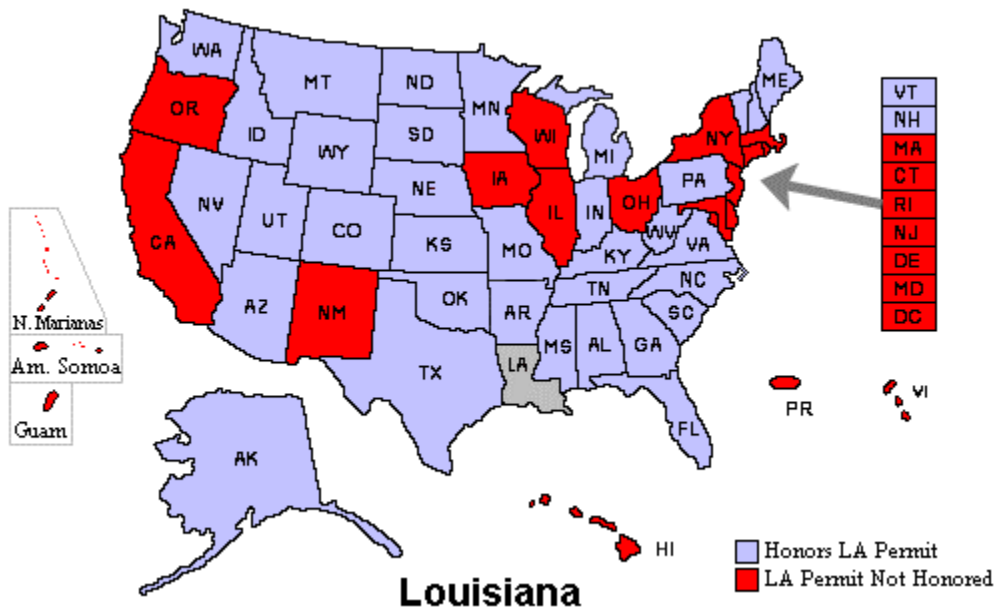 WA
MT
ND
MN
ME
VT
OR
ID
SD
WI
NY
NH
WY
MI
MA
IA
PA
CT
NV
NE
IL
IN
OH
RI
UT
CO
WV
NJ
CA
KS
MO
KY
VA
DE
AZ
OK
TN
NC
MD
NM
AR
SC
DC
N. Marianas
MS
AL
GA
Am. Somoa
TX
LA
PR
VI
Guam
FL
AK
HI
Honors LA Permit
LA Permit Not Honored
Louisiana